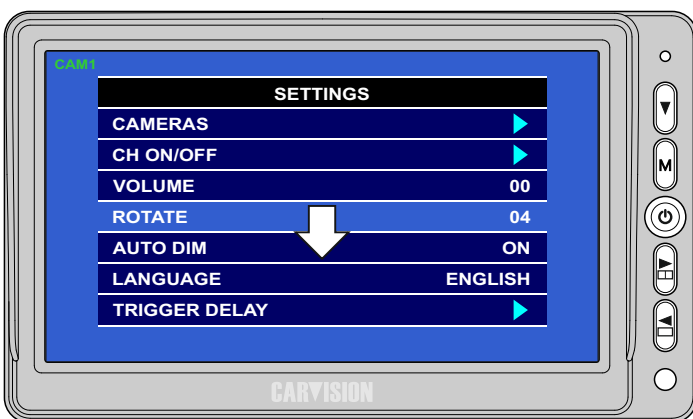 CAM1
SETTINGS
CAMERAS
CH ON/OFF
VOLUME 00
ROTATE 04
AUTO DIM ON
LANGUAGE ENGLISH
TRIGGER DELAY
M
CARVISION